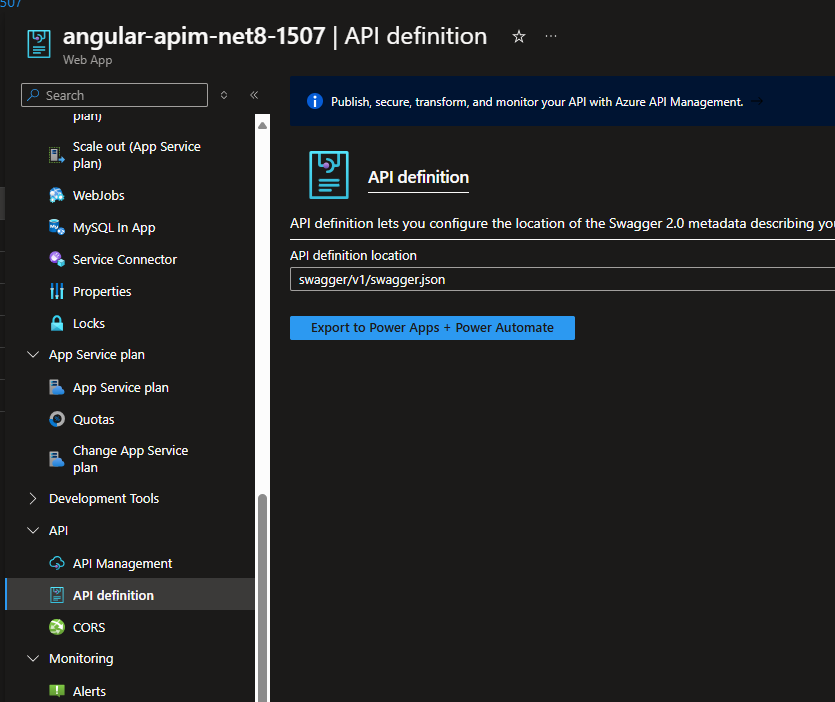 507
angular-apim-net8-1507 | API definition
Web App
Search
plan)
Scale out (App Service
plan)
WebJobs
MySQL In App
Service Connector
Properties
Locks
App Service plan
App Service plan
Quotas
Change App Service
plan
Development Tools
API
API Management
API definition
CORS
Monitoring
Alerts
Publish, secure, transform, and monitor your API with Azure API Management.
API definition
API definition lets you configure the location of the Swagger 2.0 metadata describing you
API definition location
swagger/v1/swagger.json
Export to Power Apps + Power Automate